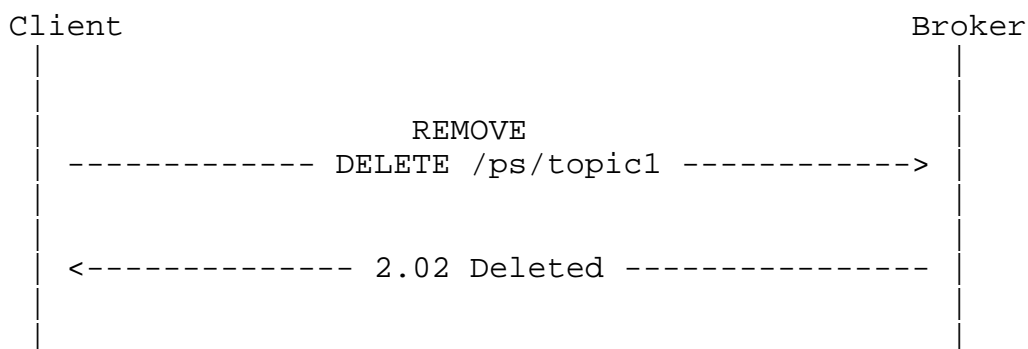 Client Broker
REMOVE
------------- DELETE /ps/topic1 ------------>
<-------------- 2.02 Deleted ----------------